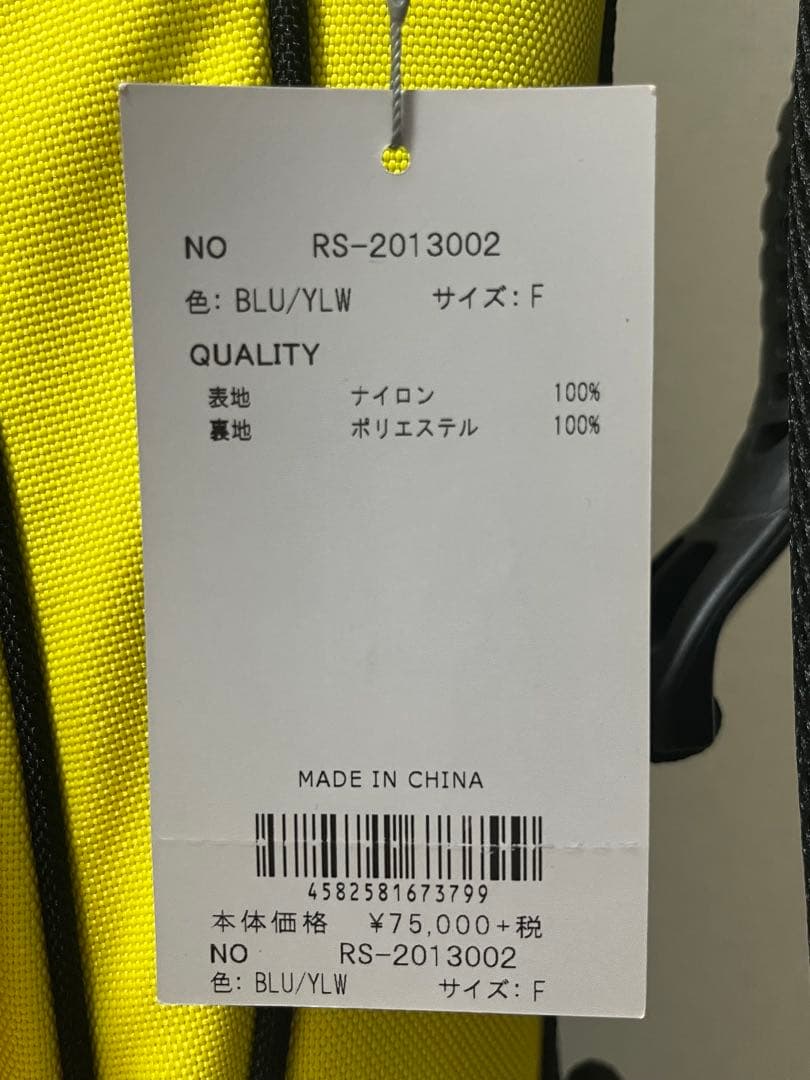 NO RS-2013002
色: BLU/YLW サイズ: F
QUALITY
表地 ナイロン 100%
裏地 ポリエステル 100%
MADE IN CHINA
4582581673799
本体価格 ¥75,000+税
NO RS-2013002
色: BLU/YLW サイズ: F